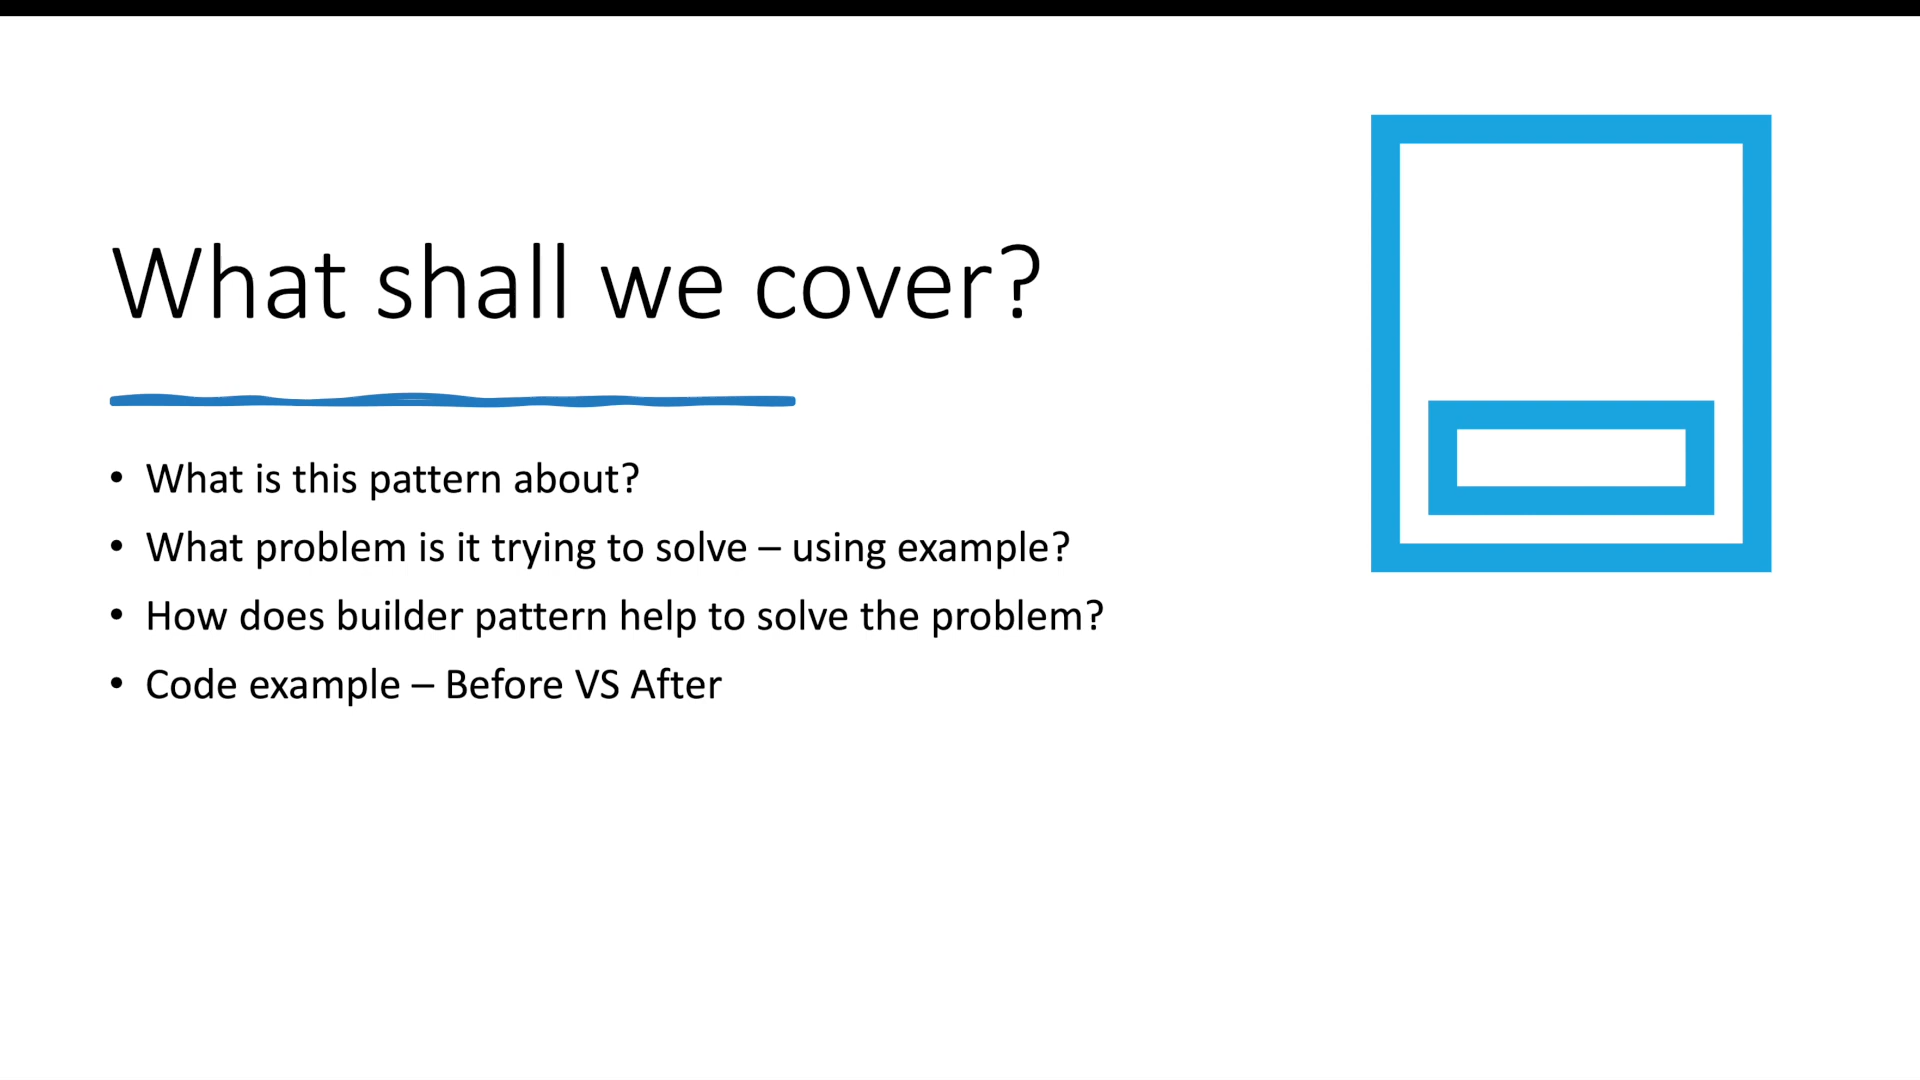 What shall we cover?
• What is this pattern about?
• What problem is it trying to solve – using example?
• How does builder pattern help to solve the problem?
• Code example – Before VS After